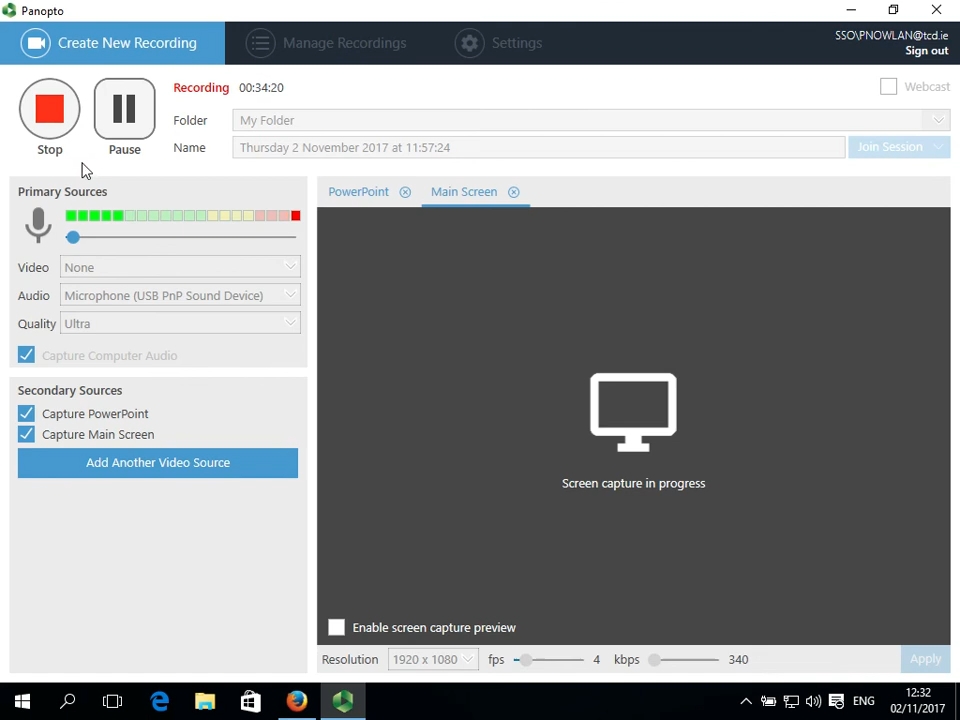 Panopto
Create New Recording
Manage Recordings
Settings
SSO\PNOWLAN@tcd.ie
Sign out
Stop
Pause
Recording 00:34:20
Webcast
Folder My Folder
Name Thursday 2 November 2017 at 11:57:24
Join Session
Primary Sources
Video None
Audio Microphone (USB PnP Sound Device)
Quality Ultra
Capture Computer Audio
Secondary Sources
Capture PowerPoint
Capture Main Screen
Add Another Video Source
PowerPoint
Main Screen
Screen capture in progress
Enable screen capture preview
Resolution 1920 x 1080 fps 4 kbps 340
Apply
ENG
12:32
02/11/2017